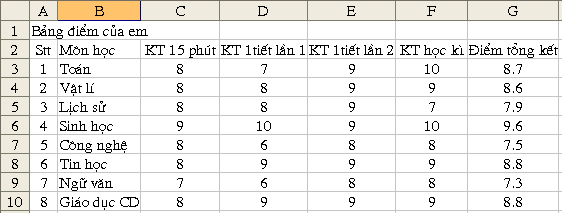 A B C D E F G
1 Bảng điểm của em
2 Stt Môn học KT 15 phút KT 1tiết lần 1 KT 1tiết lần 2 KT học kì Điểm tổng kết
3 1 Toán 8 7 9 10 8.7
4 2 Vật lí 8 8 9 9 8.6
5 3 Lịch sử 8 8 9 7 7.9
6 4 Sinh học 9 10 9 10 9.6
7 5 Công nghệ 8 6 8 8 7.5
8 6 Tin học 8 9 9 9 8.8
9 7 Ngữ văn 7 6 8 8 7.3
10 8 Giáo dục CD 8 9 9 9 8.8